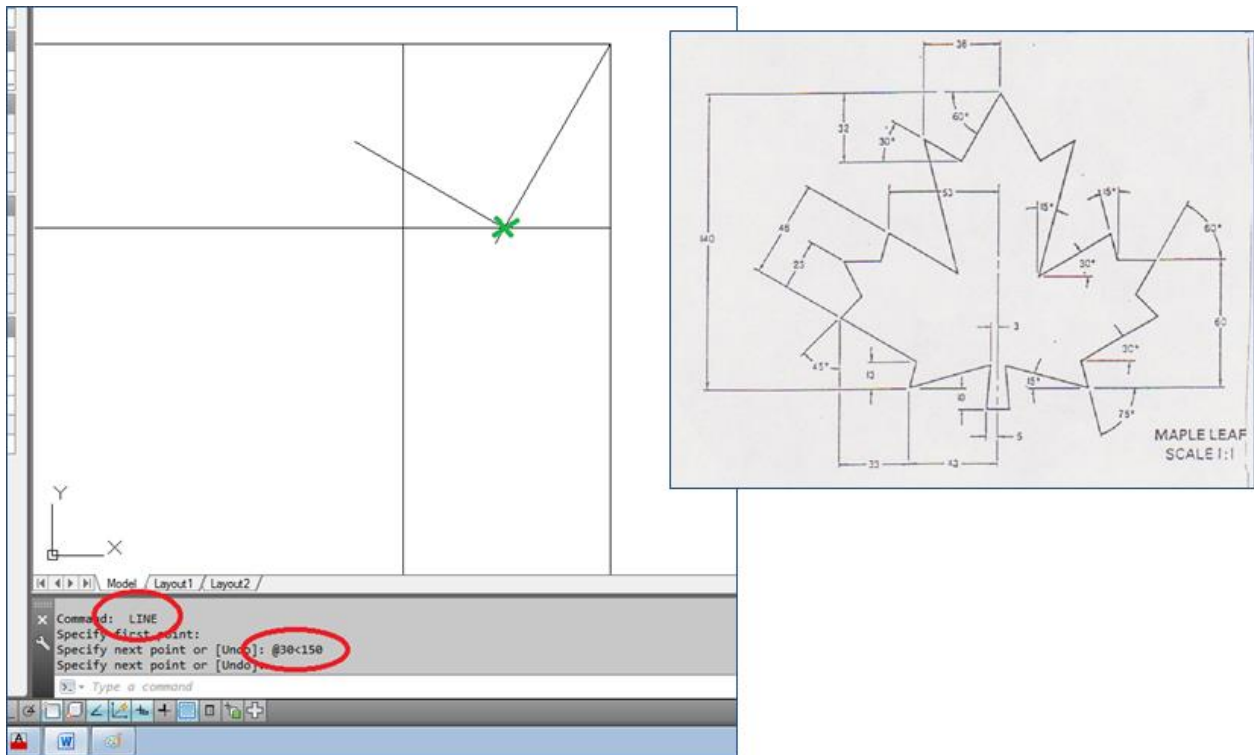 Y
X
Model Layout1 Layout2
Command: LINE
Specify first point:
Specify next point or [Undo]: @30<150
Specify next point or [Undo]:
Type a command
A
W
36
32
60°
30°
53
15°
15°
60°
140
46
23
30°
60
3
45°
13
10
15°
30°
75°
5
33
43
MAPLE LEAF
SCALE 1:1